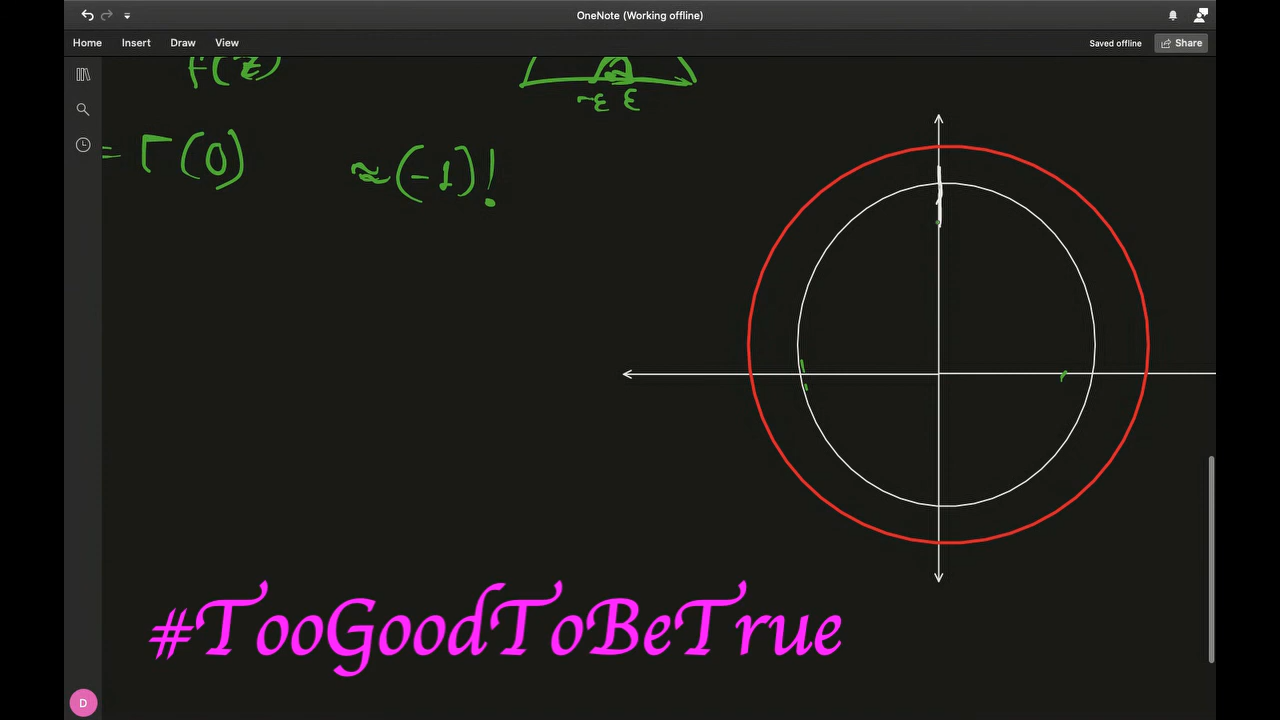 OneNote (Working offline)
Home Insert Draw View
Saved offline Share
f(z)
-ε ε
= Γ(0) ≈(-1)!
#TooGoodToBeTrue
D